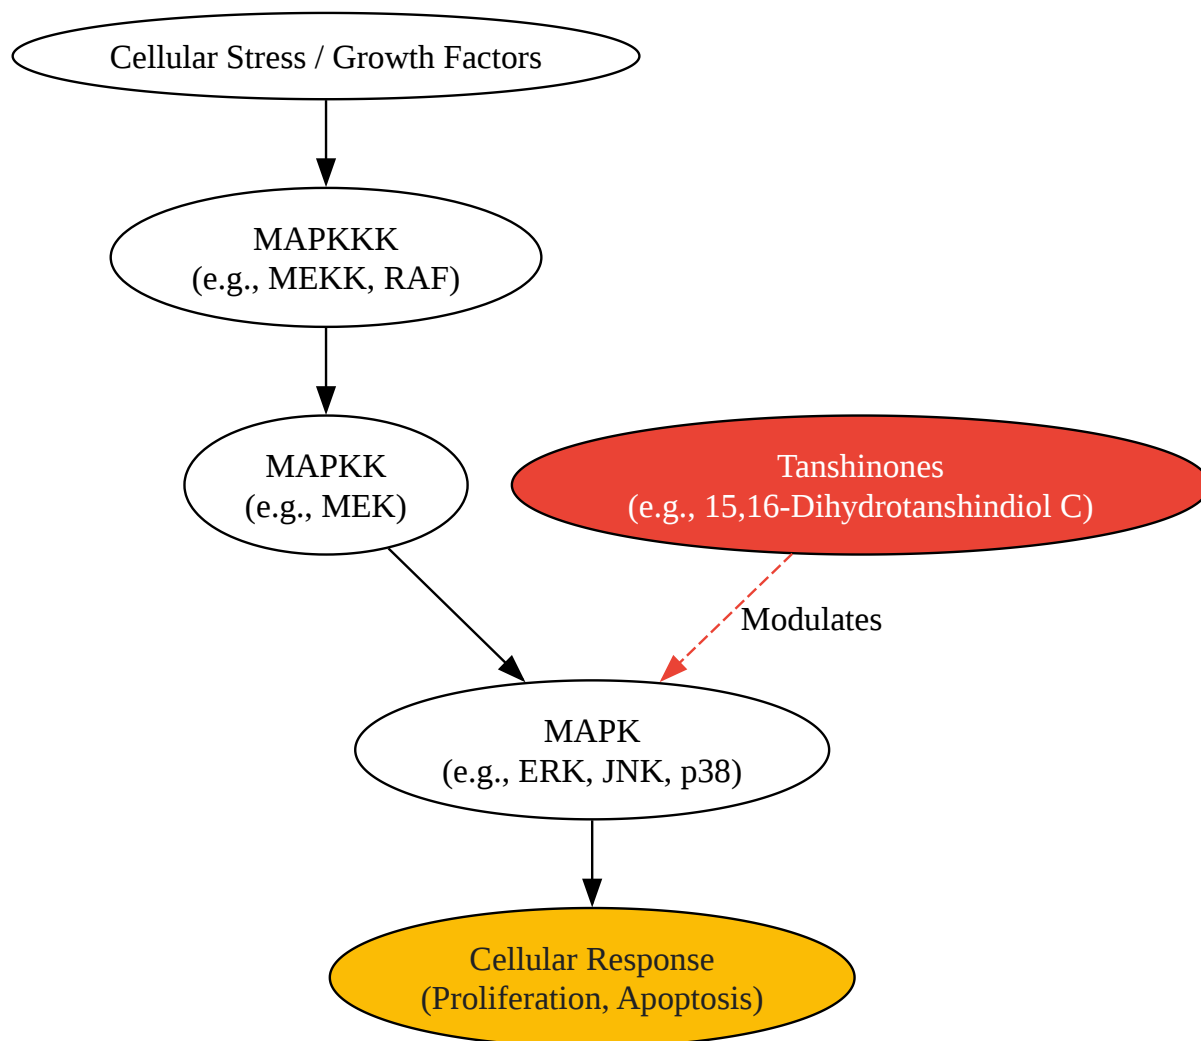 Cellular Stress / Growth Factors
MAPKKK
(e.g., MEKK, RAF)
MAPKK
(e.g., MEK)
Tanshinones
(e.g., 15,16-Dihydrotanshindiol C)
Modulates
MAPK
(e.g., ERK, JNK, p38)
Cellular Response
(Proliferation, Apoptosis)